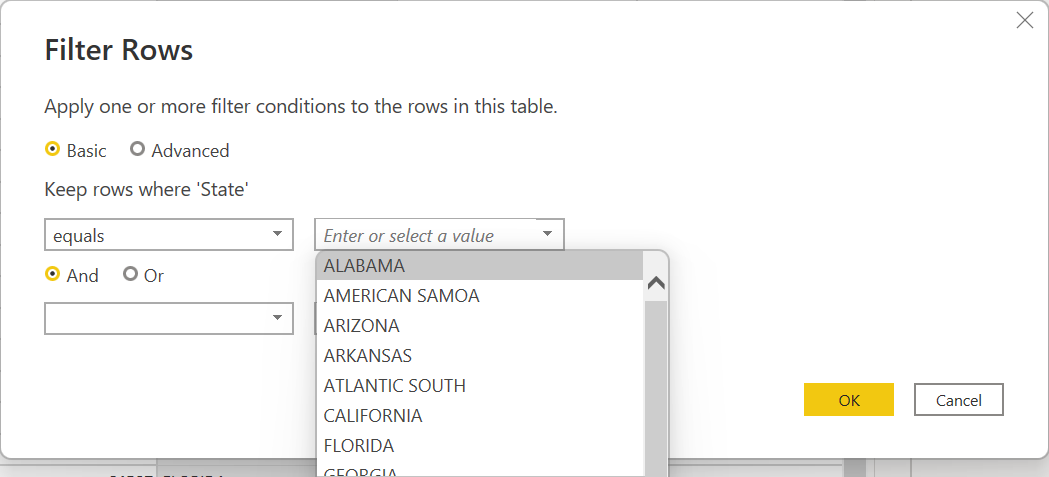 Filter Rows
Apply one or more filter conditions to the rows in this table.
Basic Advanced
Keep rows where 'State'
equals Enter or select a value
And Or
ALABAMA
AMERICAN SAMOA
ARIZONA
ARKANSAS
ATLANTIC SOUTH
CALIFORNIA
FLORIDA
GEORGIA
OK Cancel